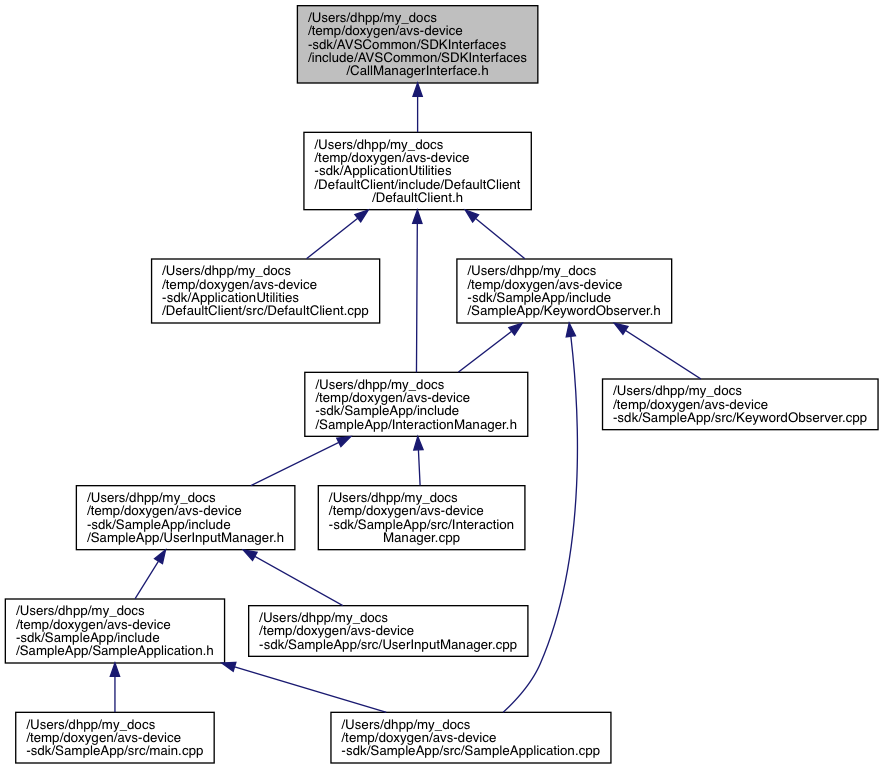 /Users/dhpp/my_docs
/temp/doxygen/avs-device
-sdk/AVSCommon/SDKInterfaces
/include/AVSCommon/SDKInterfaces
/CallManagerInterface.h
/Users/dhpp/my_docs
/temp/doxygen/avs-device
-sdk/ApplicationUtilities
/DefaultClient/include/DefaultClient
/DefaultClient.h
/Users/dhpp/my_docs
/temp/doxygen/avs-device
-sdk/ApplicationUtilities
/DefaultClient/src/DefaultClient.cpp
/Users/dhpp/my_docs
/temp/doxygen/avs-device
-sdk/SampleApp/include
/SampleApp/KeywordObserver.h
/Users/dhpp/my_docs
/temp/doxygen/avs-device
-sdk/SampleApp/include
/SampleApp/InteractionManager.h
/Users/dhpp/my_docs
/temp/doxygen/avs-device
-sdk/SampleApp/src/KeywordObserver.cpp
/Users/dhpp/my_docs
/temp/doxygen/avs-device
-sdk/SampleApp/include
/SampleApp/UserInputManager.h
/Users/dhpp/my_docs
/temp/doxygen/avs-device
-sdk/SampleApp/src/Interaction
Manager.cpp
/Users/dhpp/my_docs
/temp/doxygen/avs-device
-sdk/SampleApp/include
/SampleApp/SampleApplication.h
/Users/dhpp/my_docs
/temp/doxygen/avs-device
-sdk/SampleApp/src/UserInputManager.cpp
/Users/dhpp/my_docs
/temp/doxygen/avs-device
-sdk/SampleApp/src/main.cpp
/Users/dhpp/my_docs
/temp/doxygen/avs-device
-sdk/SampleApp/src/SampleApplication.cpp